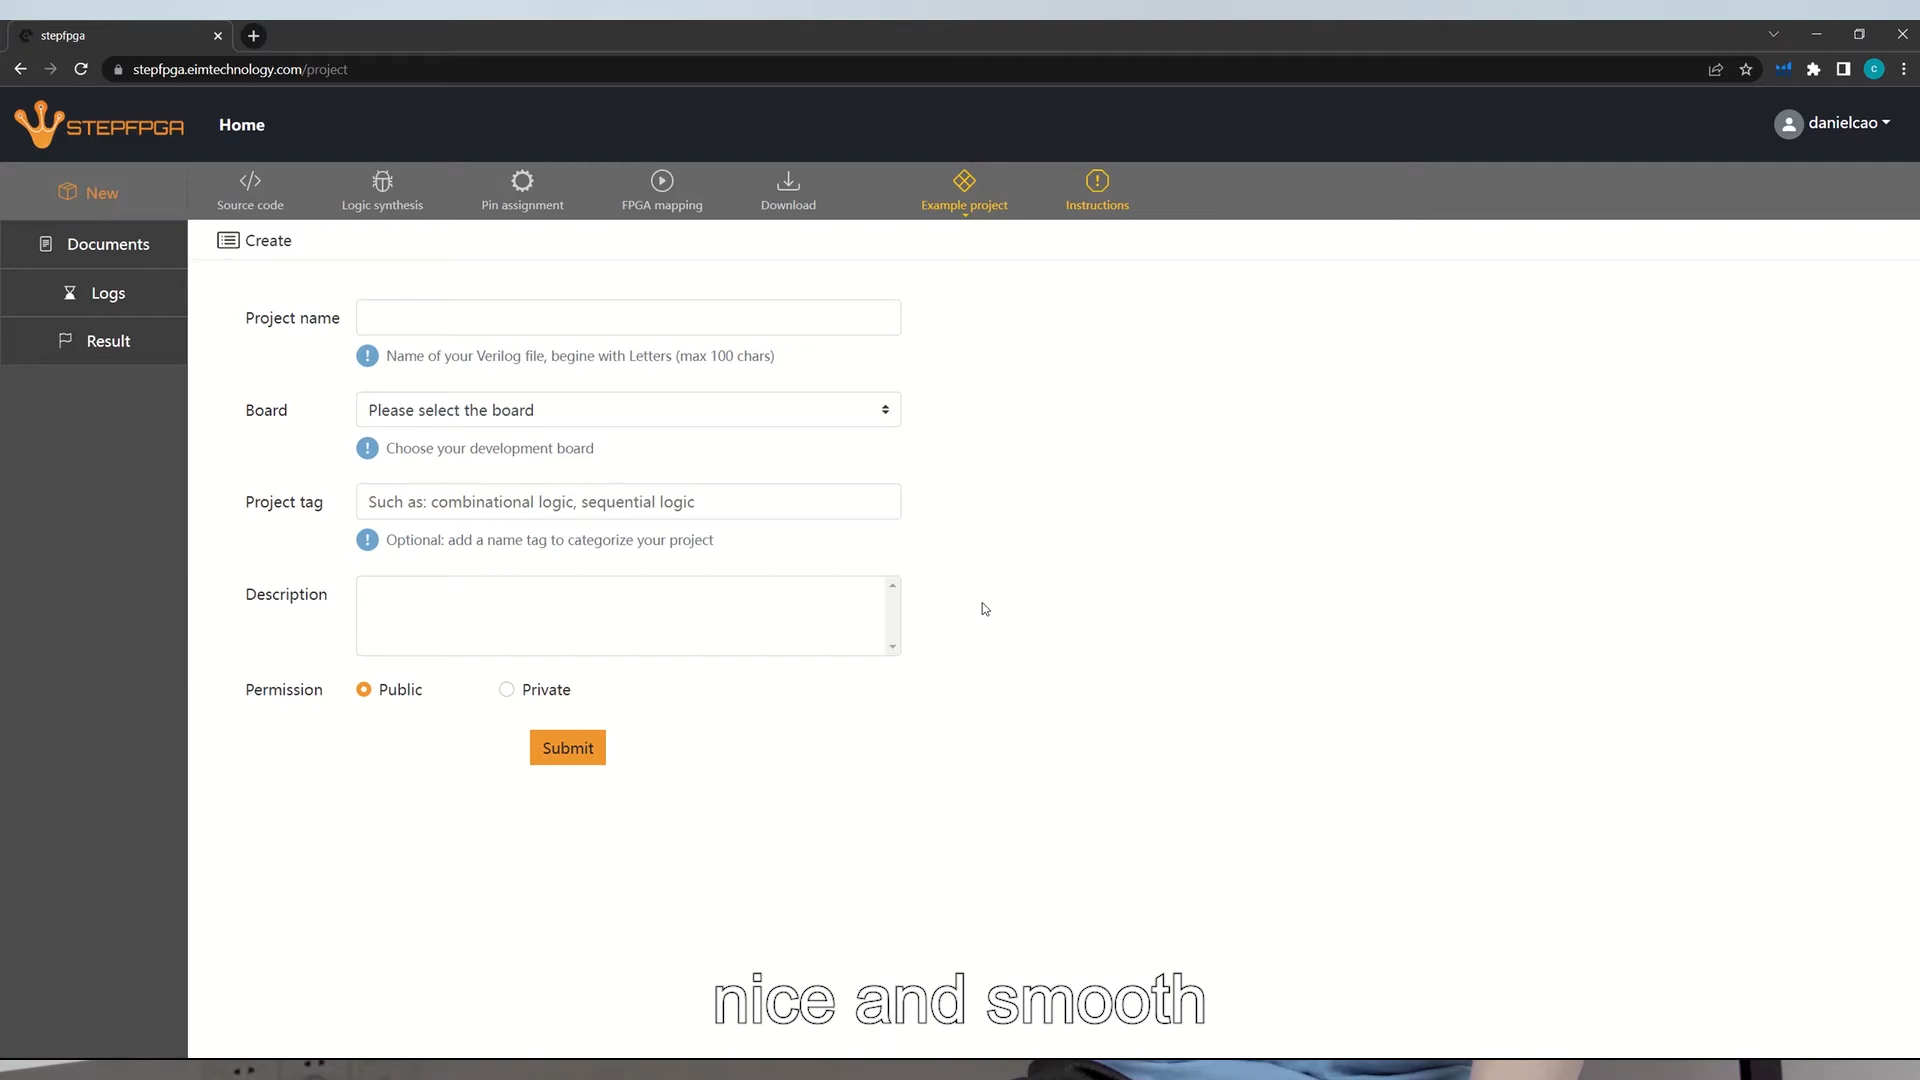 stepfpga
stepfpga.eimtechnology.com/project
C
STEPFPGA
Home
danielcao
New
Source code
Logic synthesis
Pin assignment
FPGA mapping
Download
Example project
Instructions
Documents
Logs
Result
Create
Project name
Name of your Verilog file, begine with Letters (max 100 chars)
Board
Please select the board
Choose your development board
Project tag
Such as: combinational logic, sequential logic
Optional: add a name tag to categorize your project
Description
Permission
Public
Private
Submit
nice and smooth